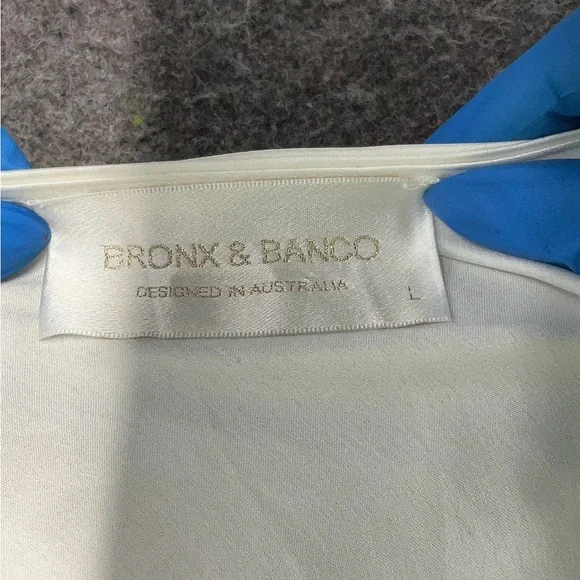 BRONX & BANCO
DESIGNED IN AUSTRALIA
L